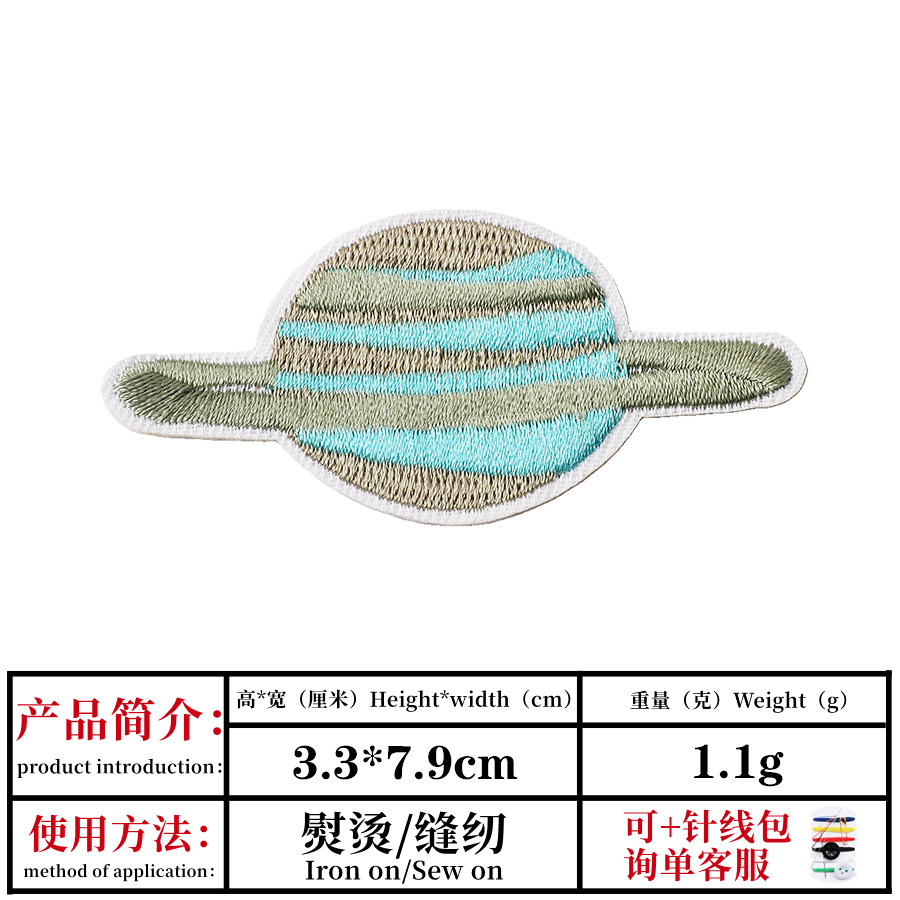 产品简介：
product introduction:
高*宽（厘米）Height*width（cm）
重量（克）Weight（g）
3.3*7.9cm
1.1g
使用方法：
method of application:
熨烫/缝纫
Iron on/Sew on
可+针线包
询单客服